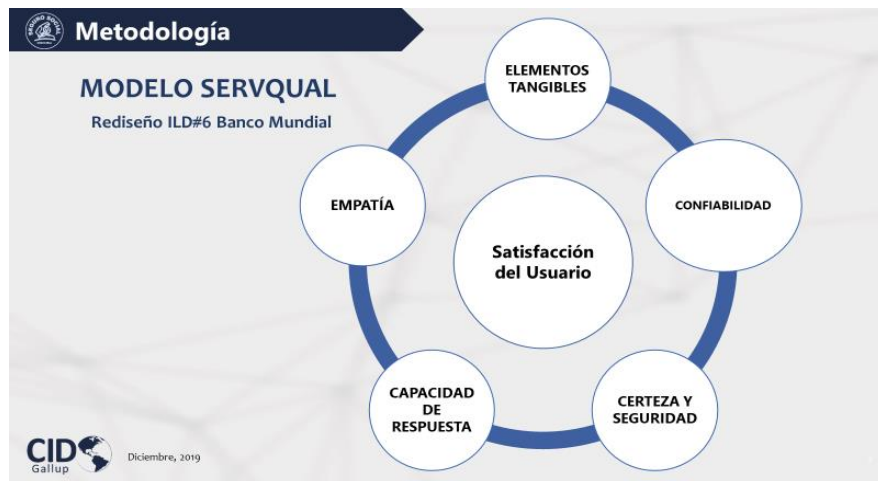 Metodología
MODELO SERVQUAL
Rediseño ILD#6 Banco Mundial
ELEMENTOS
TANGIBLES
CONFIABILIDAD
CERTEZA Y
SEGURIDAD
CAPACIDAD
DE
RESPUESTA
EMPATÍA
Satisfacción
del Usuario
CID
Gallup
Diciembre, 2019